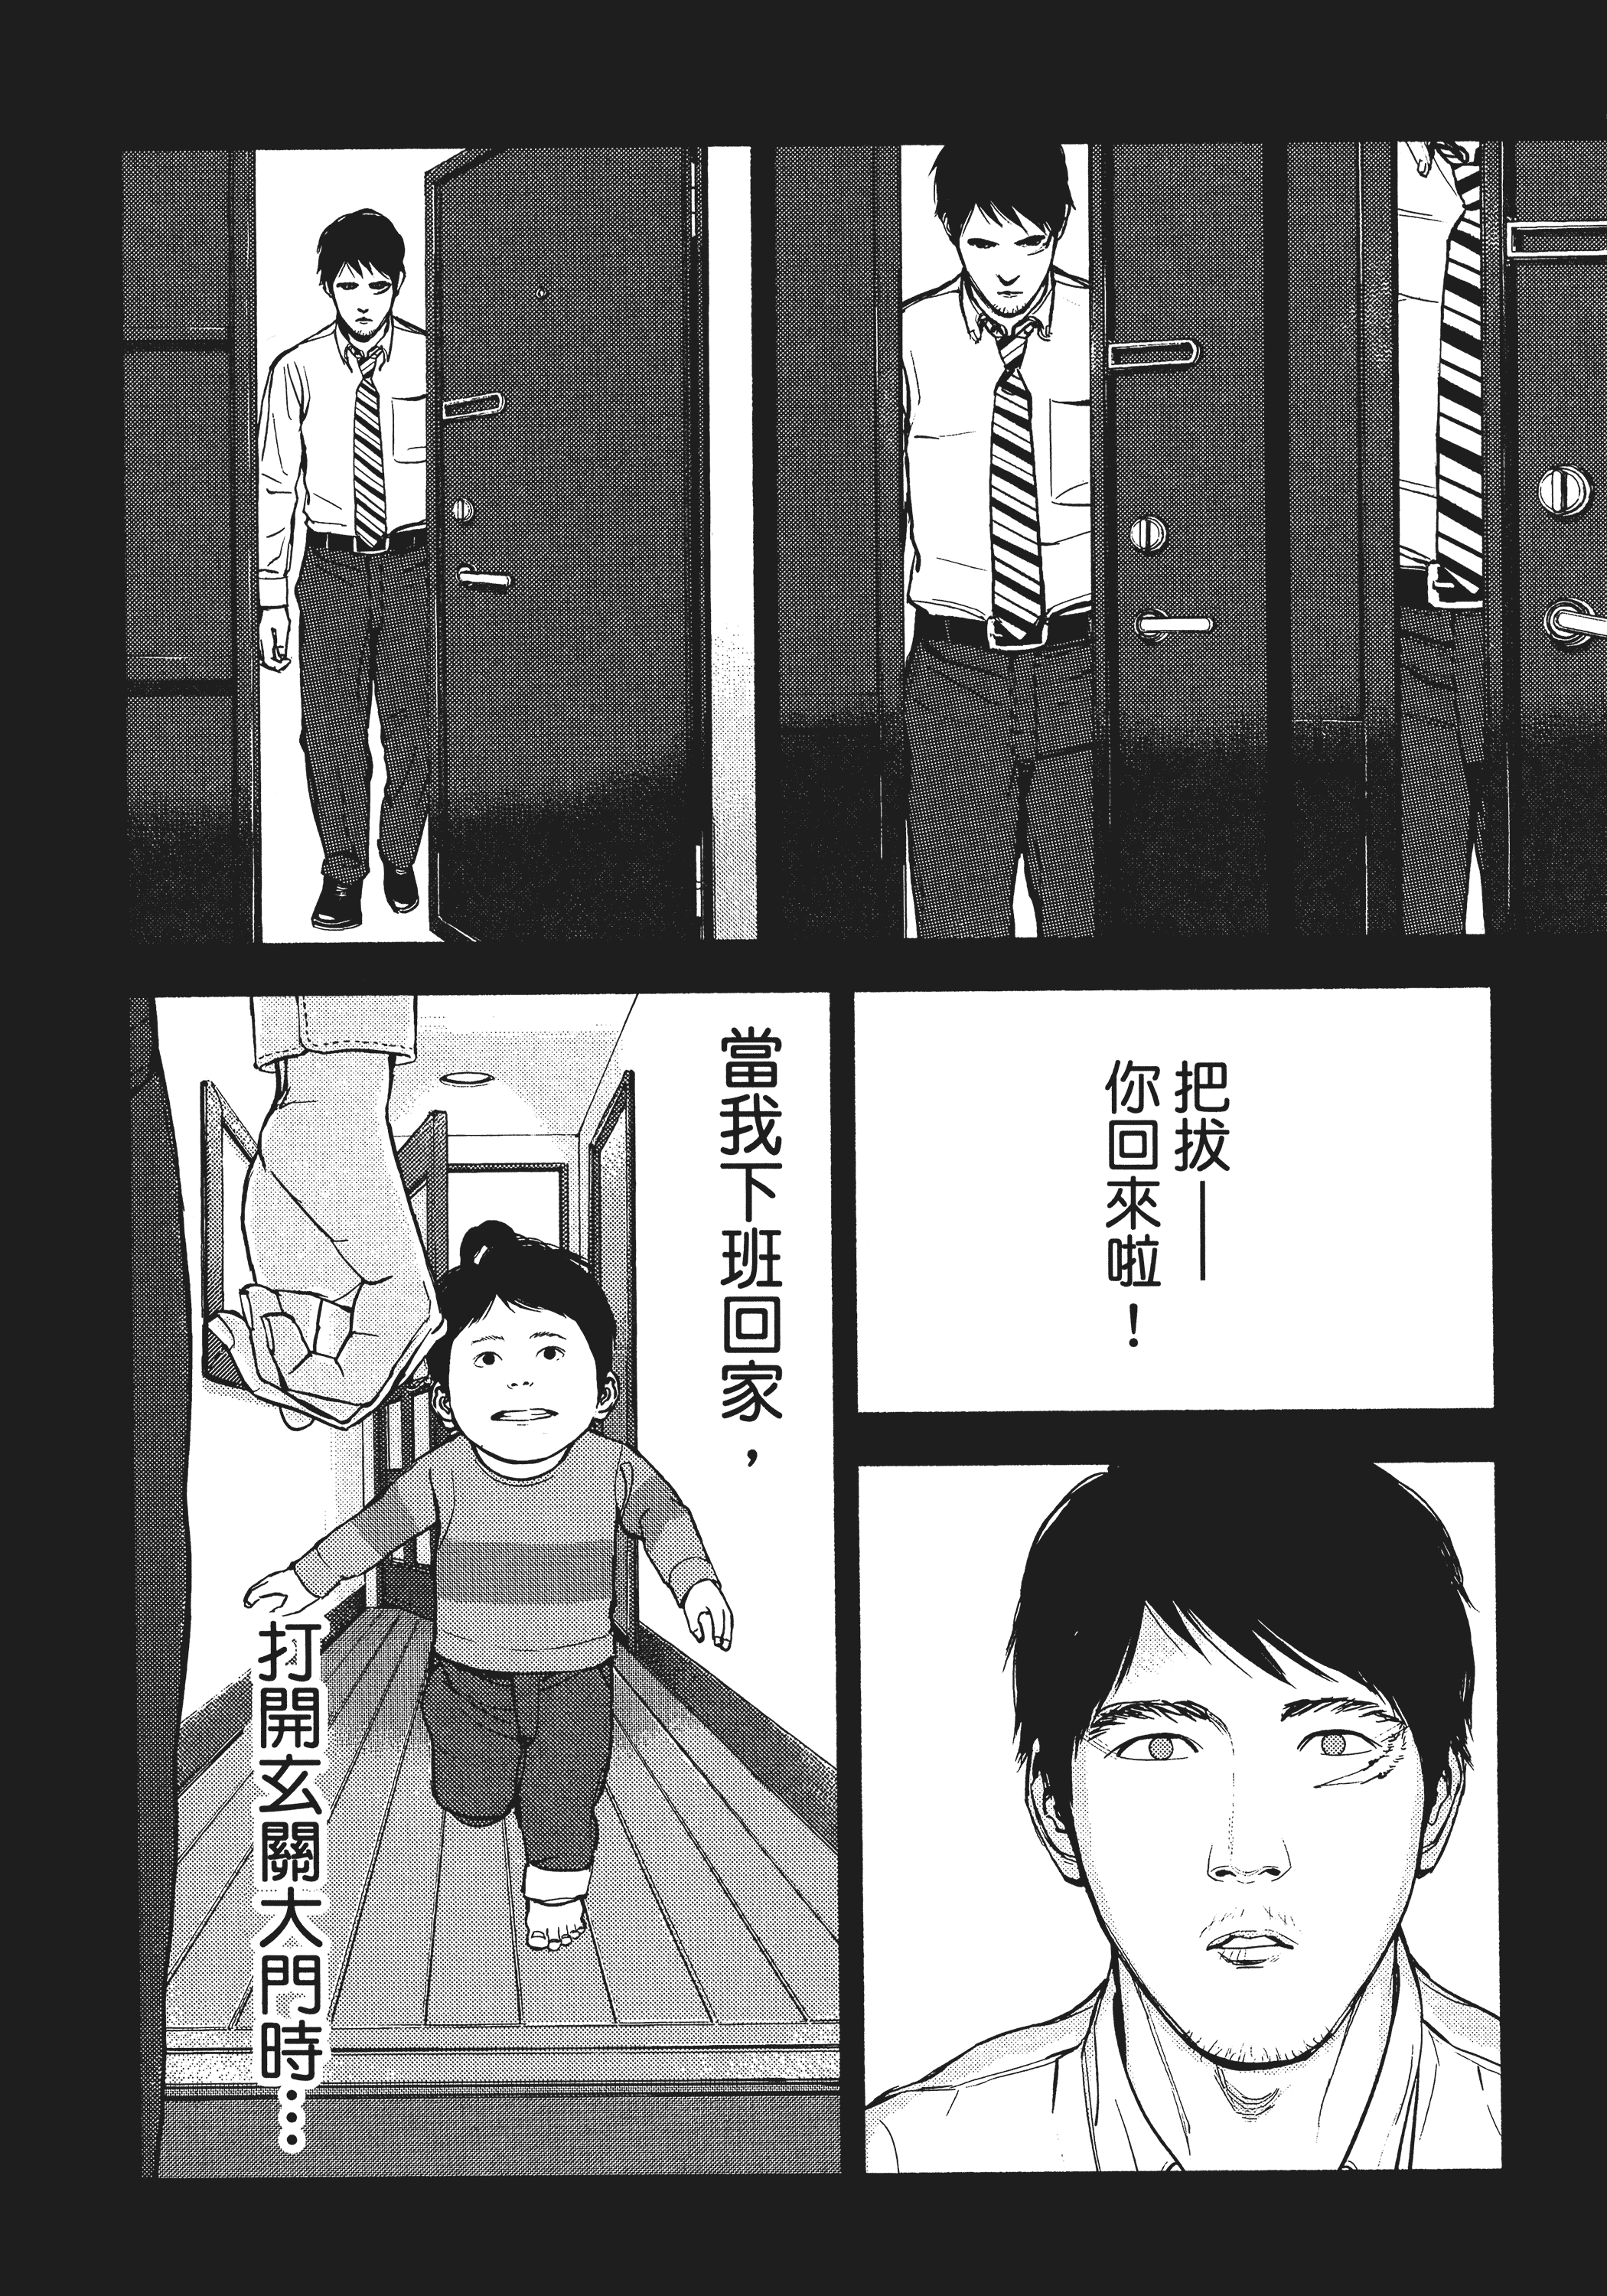 把拔——
你回來啦！
當我下班回家，
打開玄關大門時…